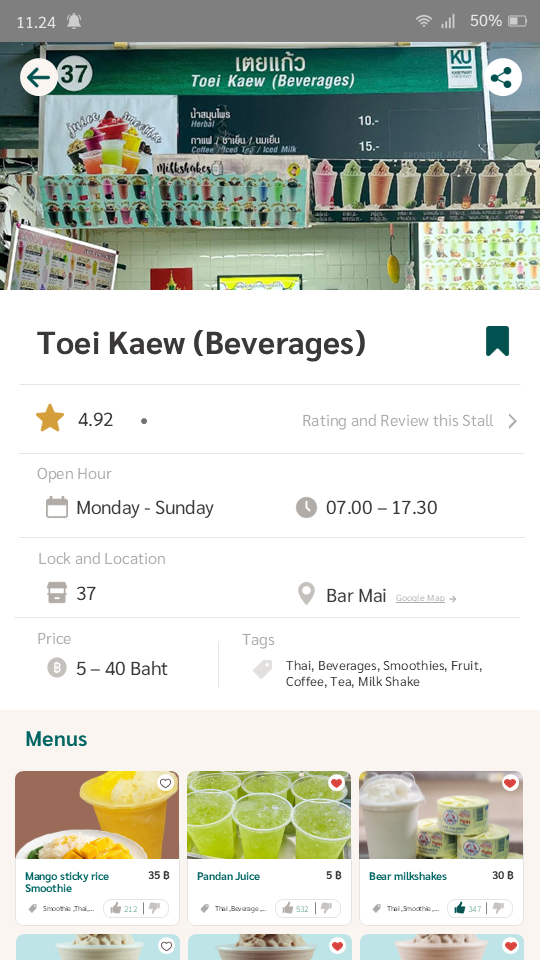 11.24
50%
37
เตยแก้ว
Toei Kaew (Beverages)
KU
น้ำสมุนไพร
Herbal
10.-
กาแฟ / ชาเย็น / นมเย็น
Coffee / Iced Tea / Iced Milk
15.-
juice smoothie
Milkshakes
Toei Kaew (Beverages)
4.92 •
Rating and Review this Stall
Open Hour
Monday - Sunday
07.00 – 17.30
Lock and Location
37
Bar Mai Google Map →
Price
Tags
5 – 40 Baht
Thai, Beverages, Smoothies, Fruit,
Coffee, Tea, Milk Shake
Menus
Mango sticky rice
Smoothie
35 ฿
Smoothie ,Thai,...
212
Pandan Juice
5 ฿
Thai ,Beverage ,...
532
Bear milkshakes
30 ฿
Thai ,Smoothie ,...
347